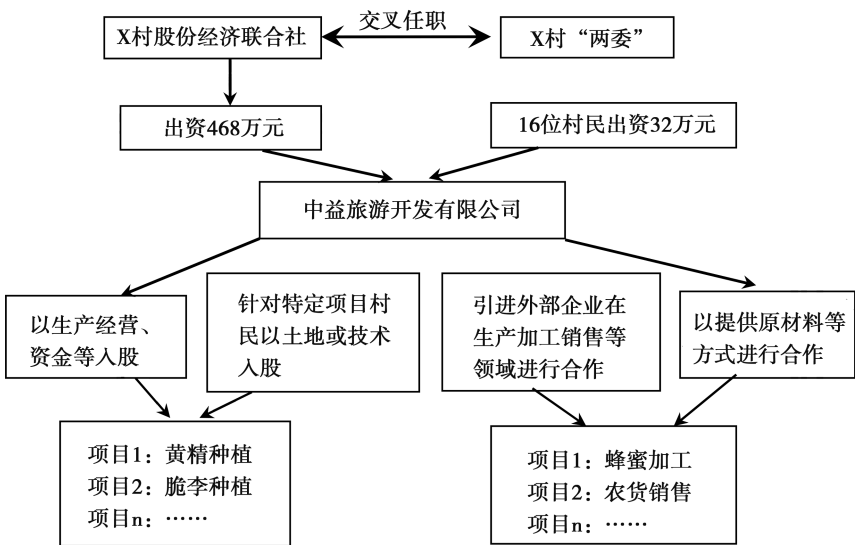 交叉任职
X村股份经济联合社
X村“两委”
出资468万元
16位村民出资32万元
中益旅游开发有限公司
以生产经营、
资金等入股
针对特定项目村
民以土地或技术
入股
引进外部企业在
生产加工销售等
领域进行合作
以提供原材料等
方式进行合作
项目1：黄精种植
项目2：脆李种植
项目n：……
项目1：蜂蜜加工
项目2：农货销售
项目n：……